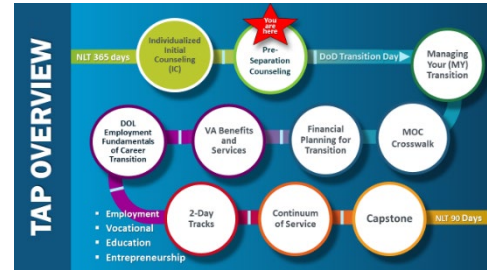 TAP OVERVIEW
You
are
here
NLT 365 days
Individualized
Initial
Counseling
(IC)
Pre-
Separation
Counseling
DoD Transition Day
Managing
Your (MY)
Transition
DOL
Employment
Fundamentals
of Career
Transition
VA Benefits
and
Services
Financial
Planning for
Transition
MOC
Crosswalk
▪ Employment
▪ Vocational
▪ Education
▪ Entrepreneurship
2-Day
Tracks
Continuum
of Service
Capstone
NLT 90 Days